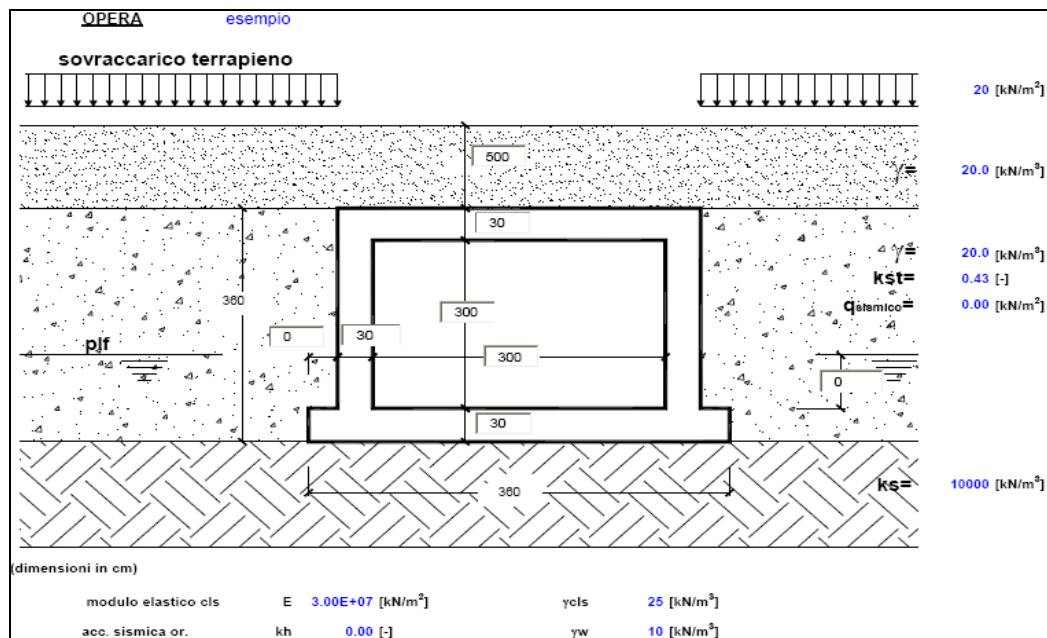 OPERA esempio
sovraccarico terrapieno
20 [kN/m²]
500
γ= 20.0 [kN/m³]
30
γ= 20.0 [kN/m³]
kst= 0.43 [-]
360
qsismico= 0.00 [kN/m²]
300
0 30
plf
300
0
30
360
ks= 10000 [kN/m³]
(dimensioni in cm)
modulo elastico cls E 3.00E+07 [kN/m²] γcls 25 [kN/m³]
acc. sismica or. kh 0.00 [-] γw 10 [kN/m³]